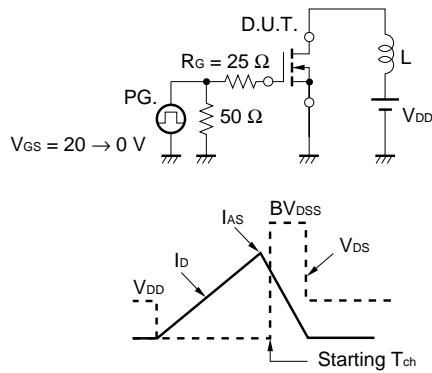 D.U.T.
RG = 25 Ω
L
PG.
50 Ω
VDD
VGS = 20 → 0 V
BVDSS
IAS
VDS
ID
VDD
Starting Tch